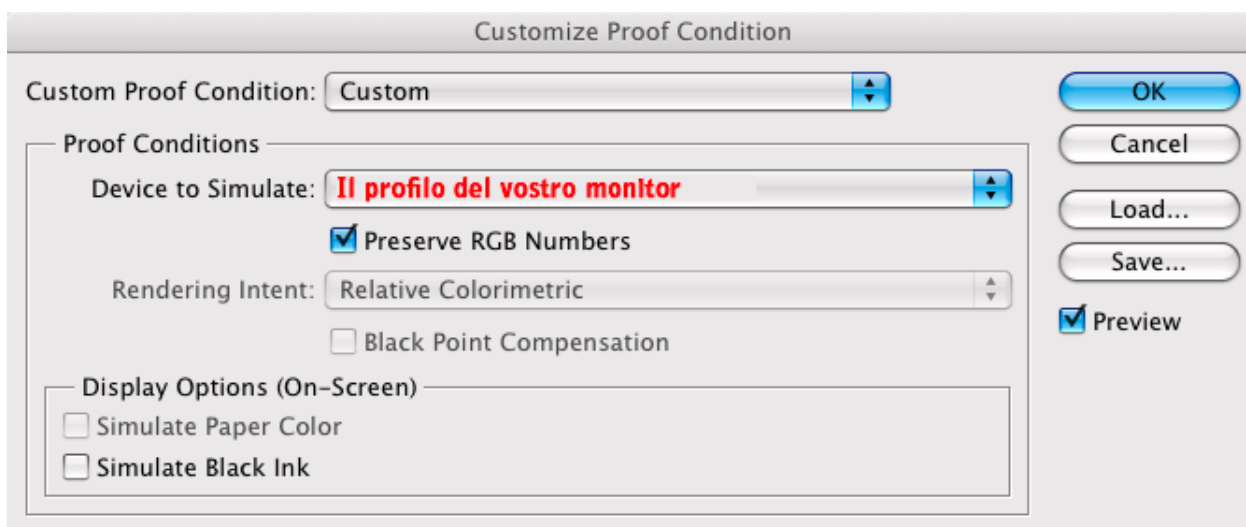 Customize Proof Condition
Custom Proof Condition: Custom
OK
Proof Conditions
Cancel
Device to Simulate: Il profilo del vostro monitor
Load...
Preserve RGB Numbers
Save...
Rendering Intent: Relative Colorimetric
Preview
Black Point Compensation
Display Options (On-Screen)
Simulate Paper Color
Simulate Black Ink